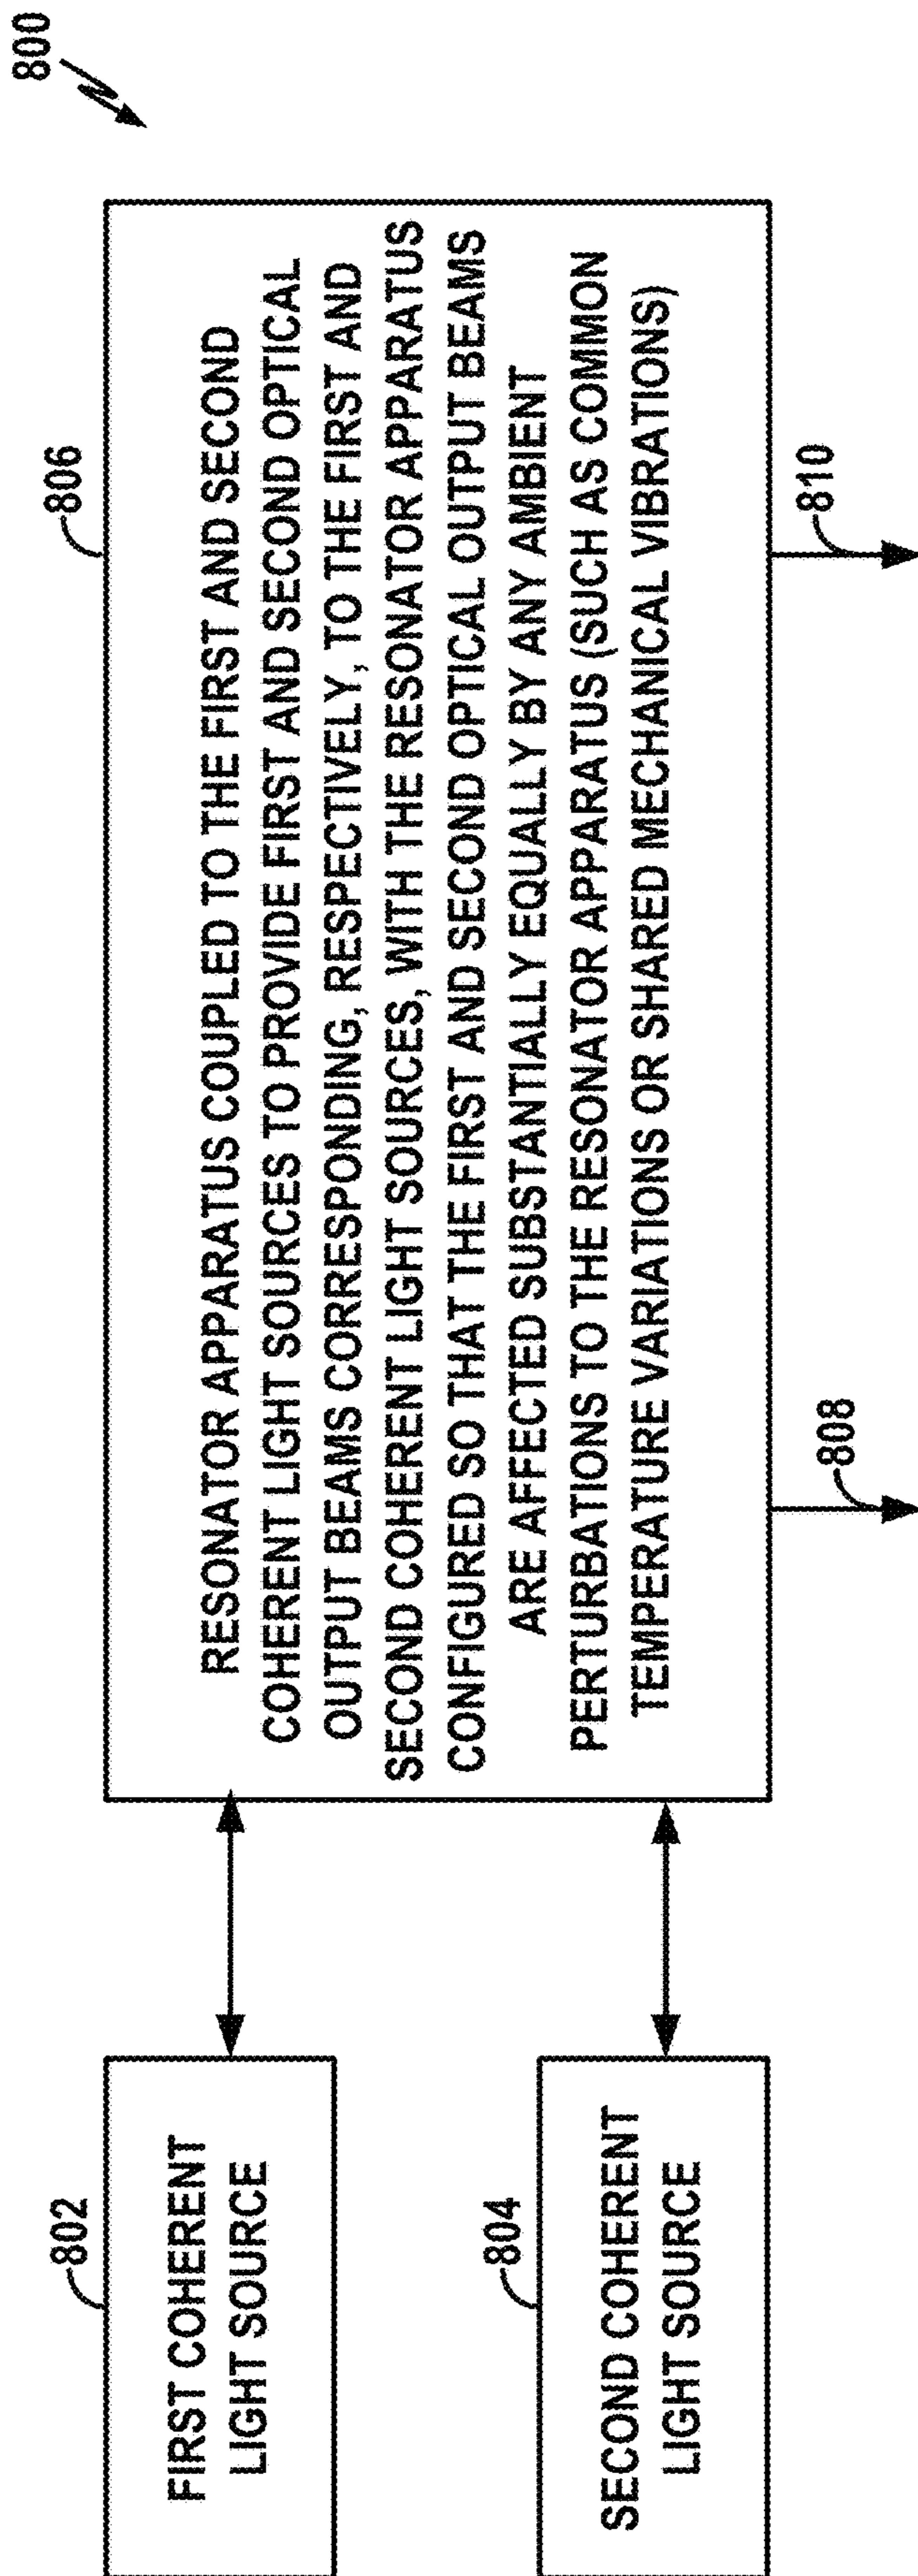 800
802
FIRST COHERENT
LIGHT SOURCE
804
SECOND COHERENT
LIGHT SOURCE
806
RESONATOR APPARATUS COUPLED TO THE FIRST AND SECOND
COHERENT LIGHT SOURCES TO PROVIDE FIRST AND SECOND OPTICAL
OUTPUT BEAMS CORRESPONDING, RESPECTIVELY, TO THE FIRST AND
SECOND COHERENT LIGHT SOURCES, WITH THE RESONATOR APPARATUS
CONFIGURED SO THAT THE FIRST AND SECOND OPTICAL OUTPUT BEAMS
ARE AFFECTED SUBSTANTIALLY EQUALLY BY ANY AMBIENT
PERTURBATIONS TO THE RESONATOR APPARATUS (SUCH AS COMMON
TEMPERATURE VARIATIONS OR SHARED MECHANICAL VIBRATIONS)
808
810